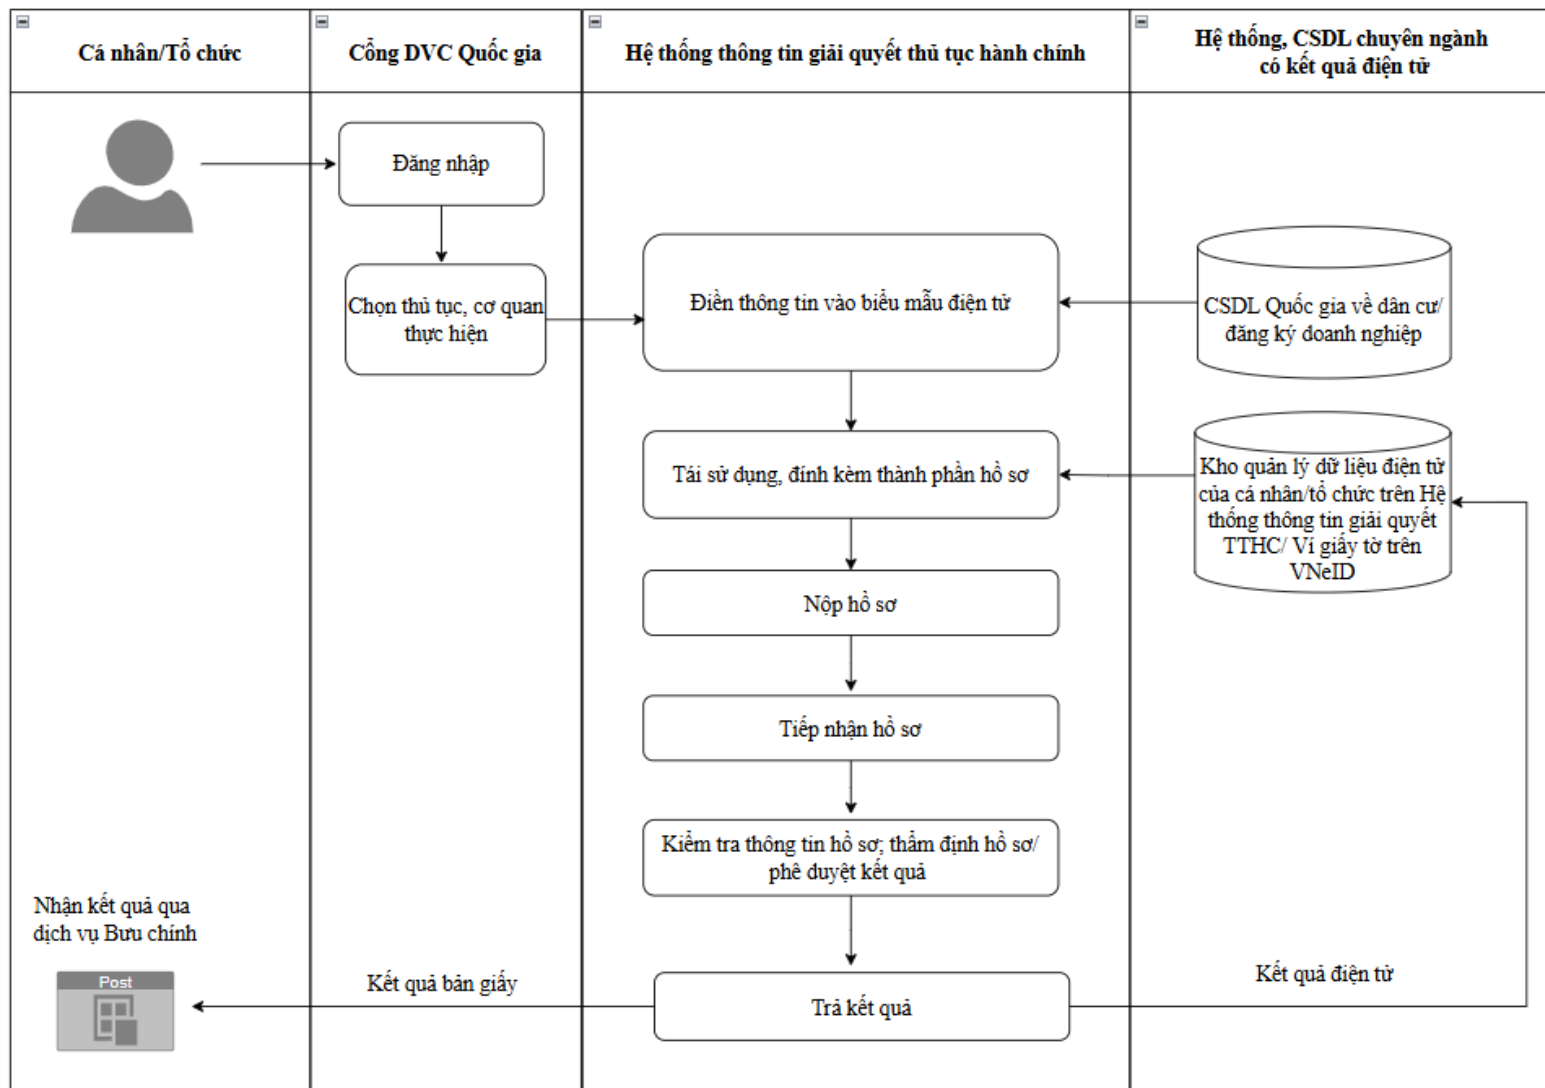 Cá nhân/Tổ chức
Cổng DVC Quốc gia
Hệ thống thông tin giải quyết thủ tục hành chính
Hệ thống, CSDL chuyên ngành
có kết quả điện tử
Đăng nhập
Chọn thủ tục, cơ quan
thực hiện
Điền thông tin vào biểu mẫu điện tử
CSDL Quốc gia về dân cư/
đăng ký doanh nghiệp
Tái sử dụng, đính kèm thành phần hồ sơ
Kho quản lý dữ liệu điện tử
của cá nhân/tổ chức trên Hệ
thống thông tin giải quyết
TTHC/ Ví giấy tờ trên
VNeID
Nộp hồ sơ
Tiếp nhận hồ sơ
Kiểm tra thông tin hồ sơ; thẩm định hồ sơ/
phê duyệt kết quả
Nhận kết quả qua
dịch vụ Bưu chính
Post
Kết quả bản giấy
Trả kết quả
Kết quả điện tử